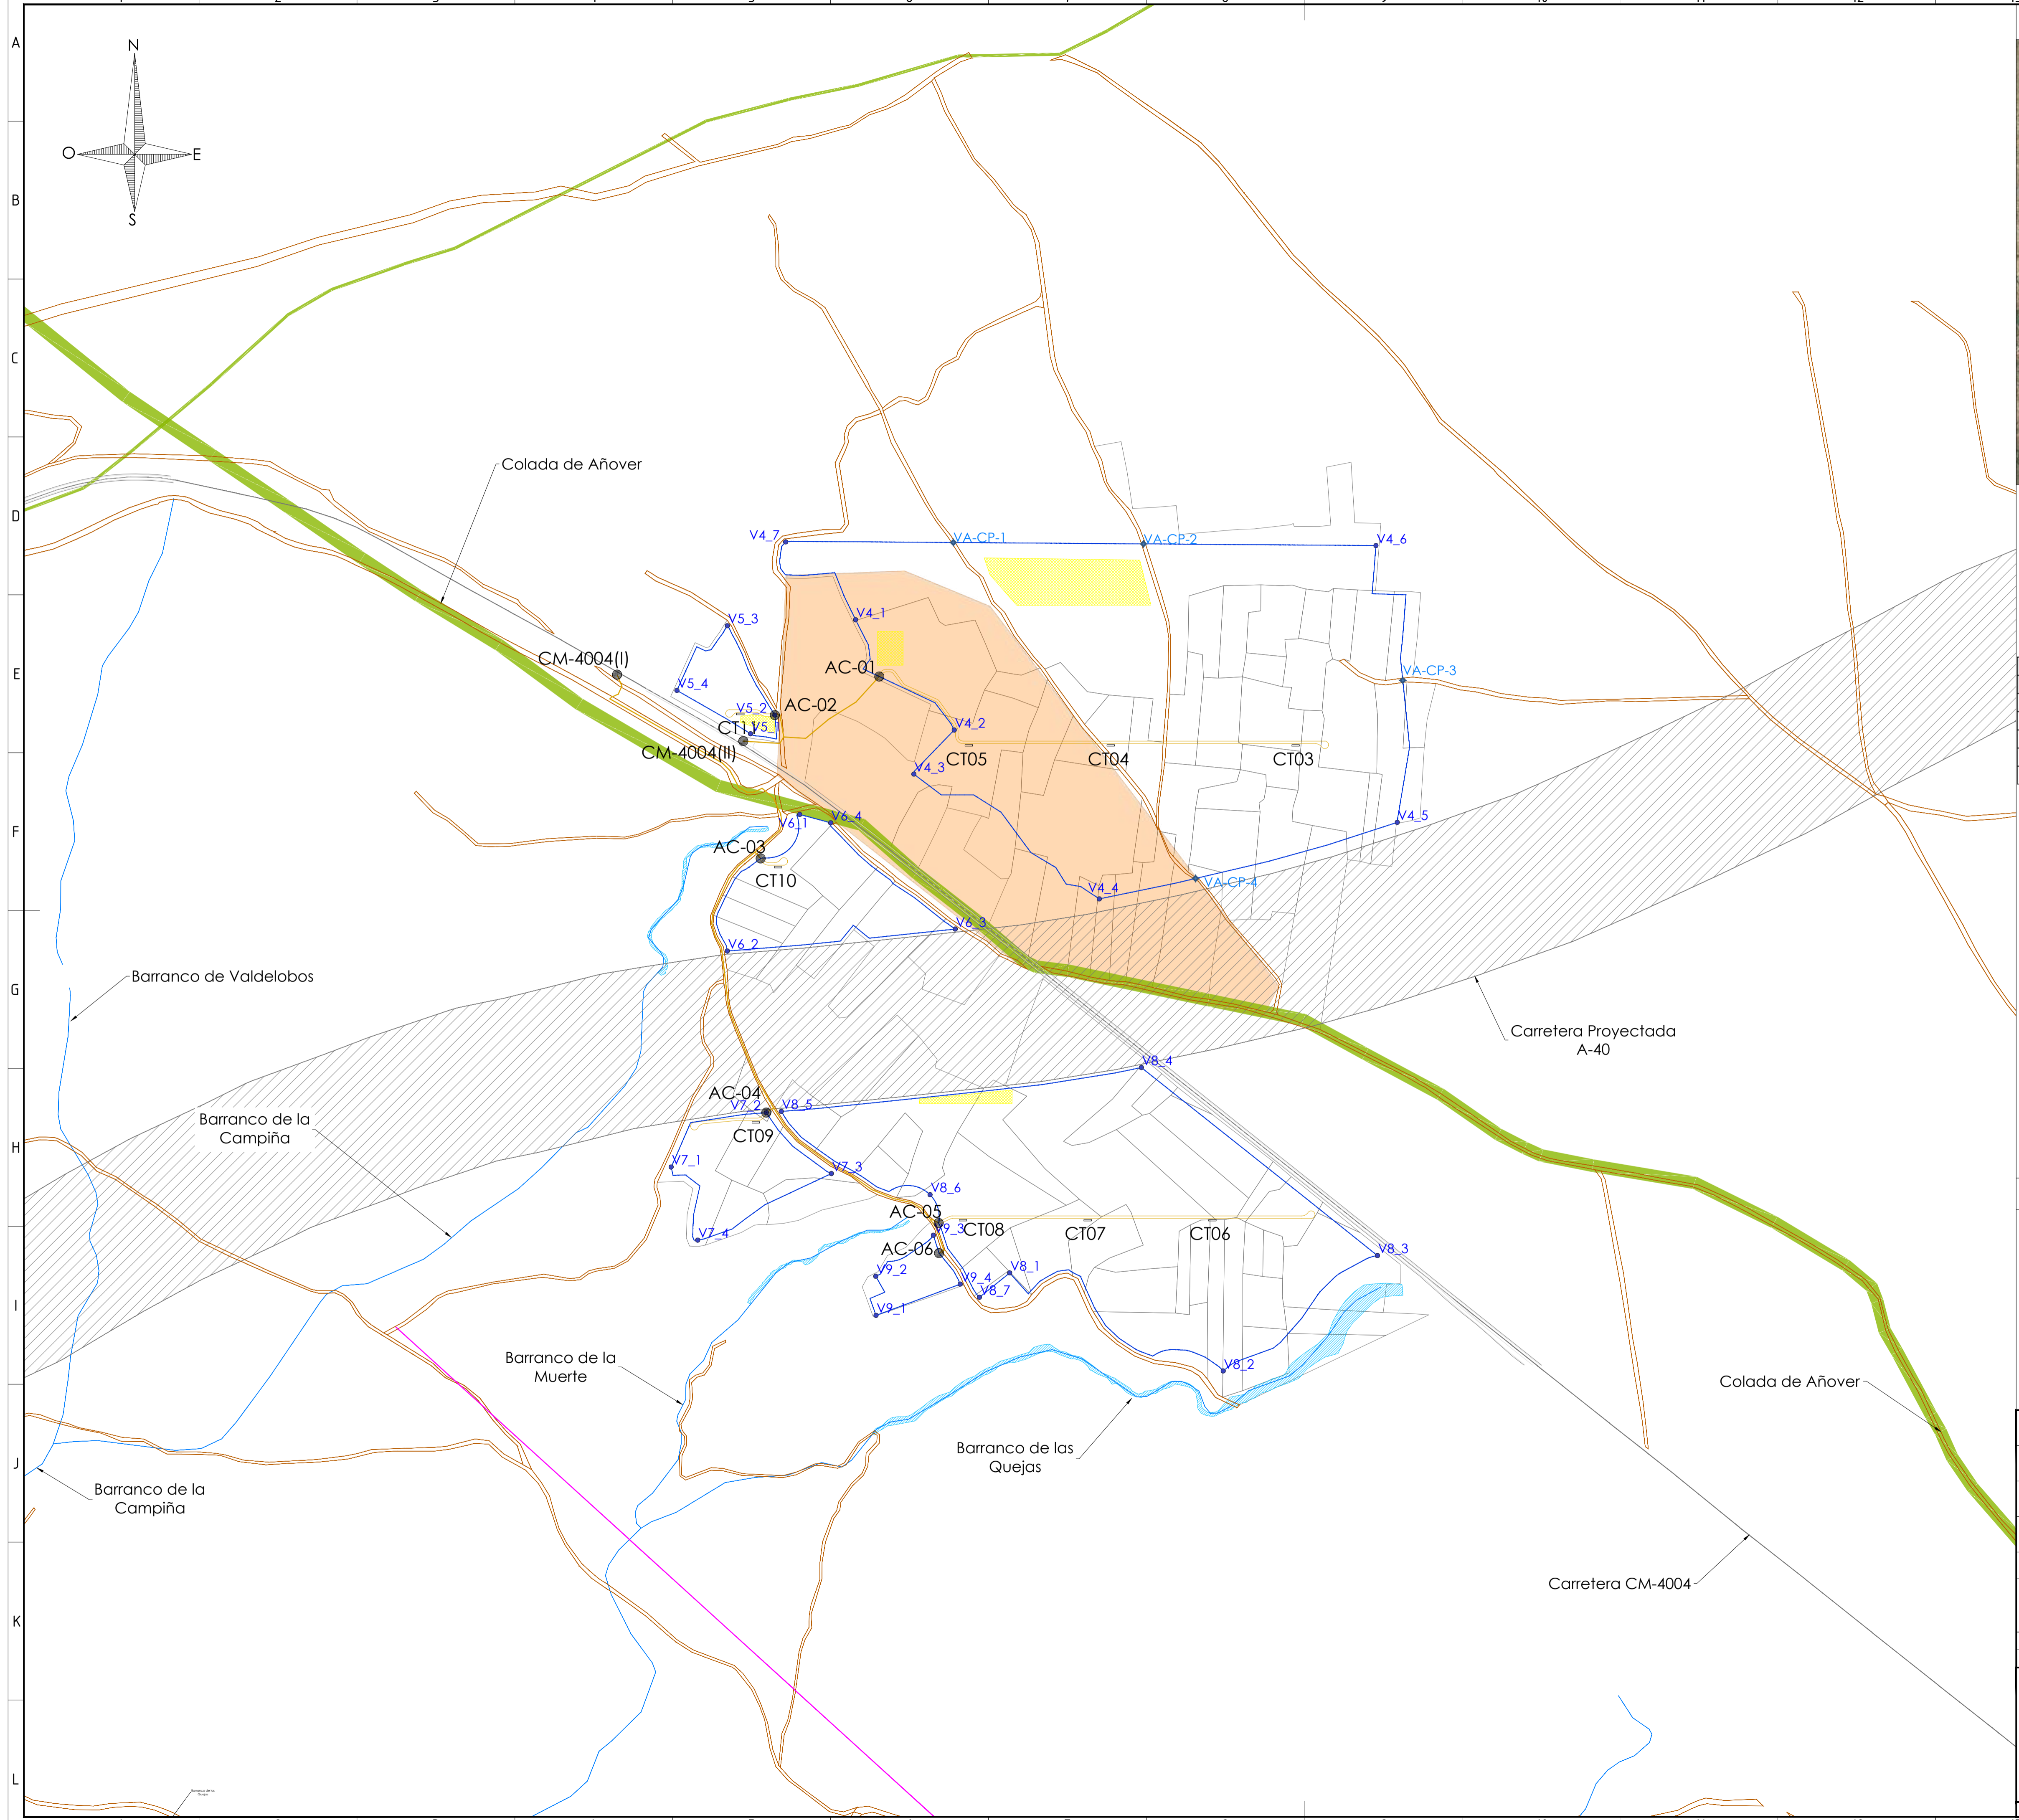 A
N
O
E
S
B
C
Colada de Añover
D
V4_7
VA-CP-1
VA-CP-2
V4_6
V5_3
V4_1
CM-4004(I)
AC-01
E
VA-CP-3
V5_4
V5_2
AC-02
CT11
V5_1
V4_2
CM-4004(II)
CT05
CT04
CT03
V4_3
V6_1
V6_4
V4_5
F
AC-03
CT10
VA-CP-4
V4_4
V6_3
V6_2
Barranco de Valdelobos
G
Carretera Proyectada
A-40
V8_4
AC-04
V7_2
V8_5
Barranco de la
Campiña
CT09
H
V7_1
V7_3
V8_6
AC-05
CT08
CT07
CT06
V7_4
V9_3
AC-06
V8_3
V9_2
V8_1
V9_4
V8_7
I
V9_1
Barranco de la
Muerte
V8_2
Colada de Añover
Barranco de las
Quejas
J
Barranco de la
Campiña
Carretera CM-4004
K
L